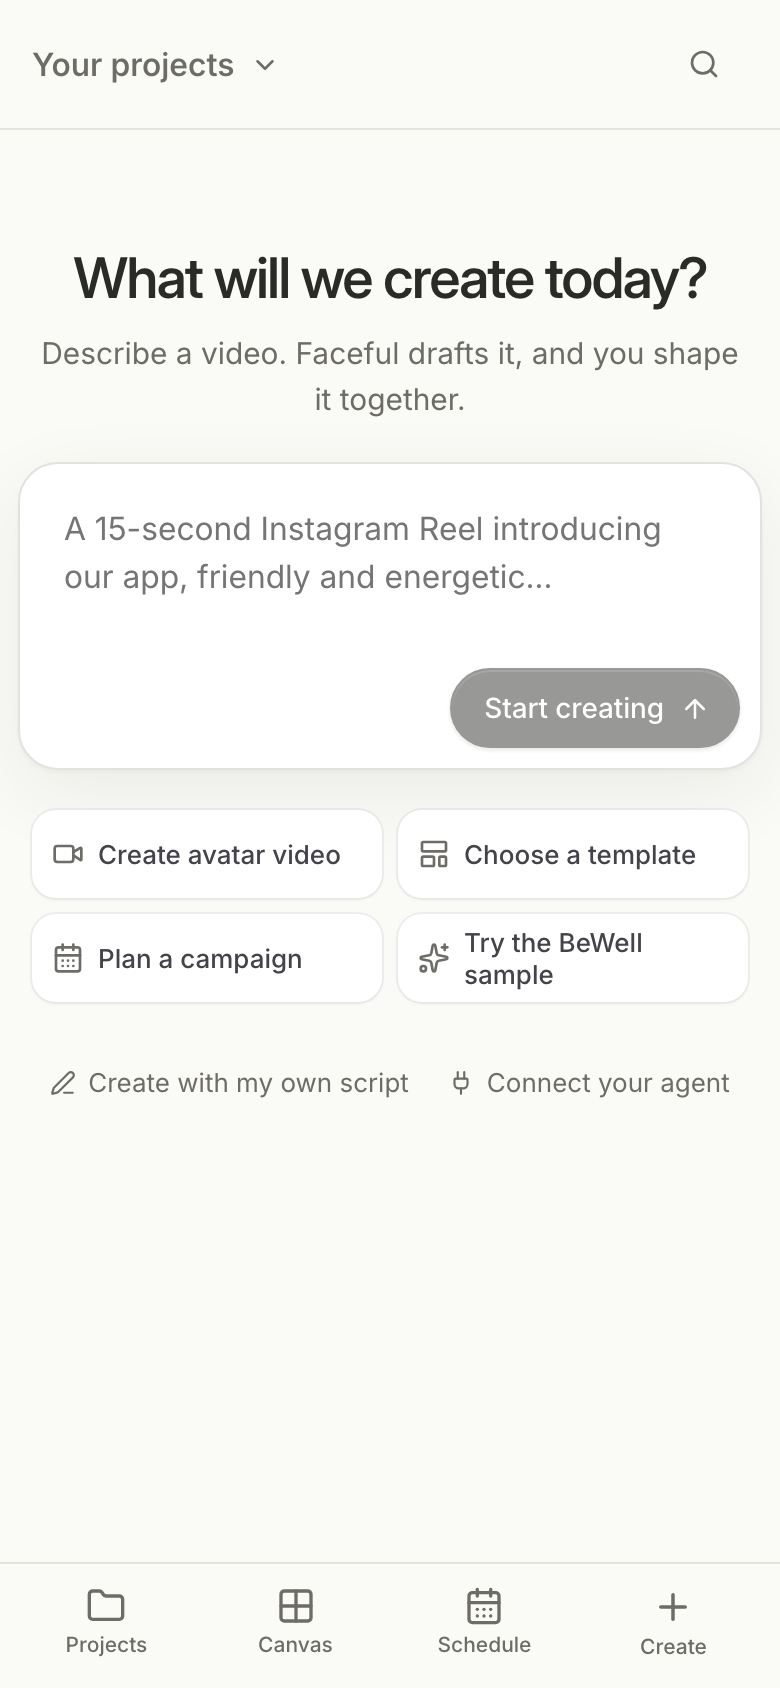 Your projects
What will we create today?
Describe a video. Faceful drafts it, and you shape
it together.
A 15-second Instagram Reel introducing
our app, friendly and energetic...
Start creating
Create avatar video
Choose a template
Plan a campaign
Try the BeWell
sample
Create with my own script
Connect your agent
Projects
Canvas
Schedule
Create